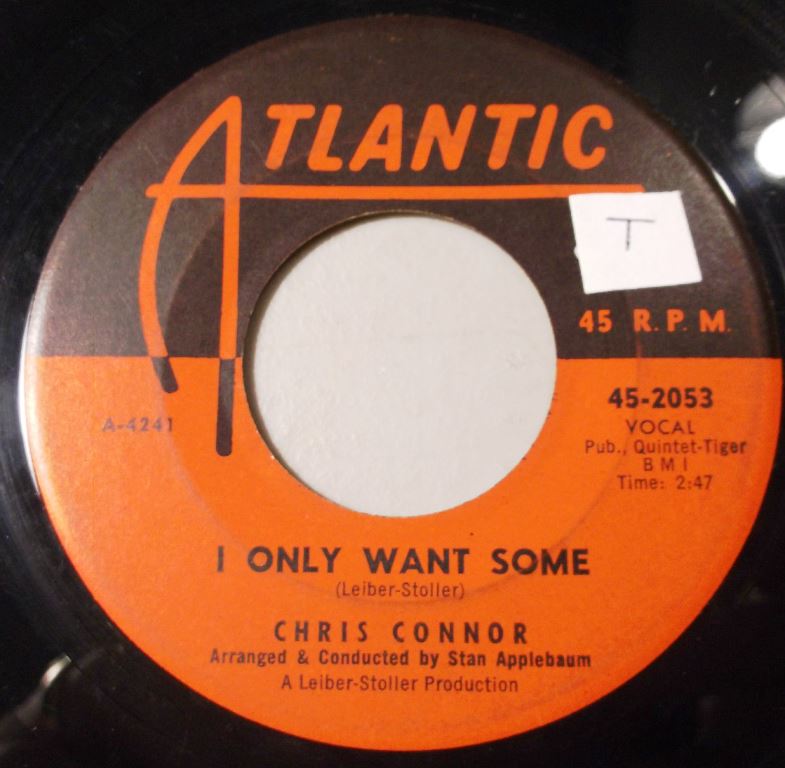 ATLANTIC
T
45 R.P.M.
45-2053
A-4241
VOCAL
Pub., Quintet-Tiger
BMI
Time: 2:47
I ONLY WANT SOME
(Leiber-Stoller)
CHRIS CONNOR
Arranged & Conducted by Stan Applebaum
A Leiber-Stoller Production